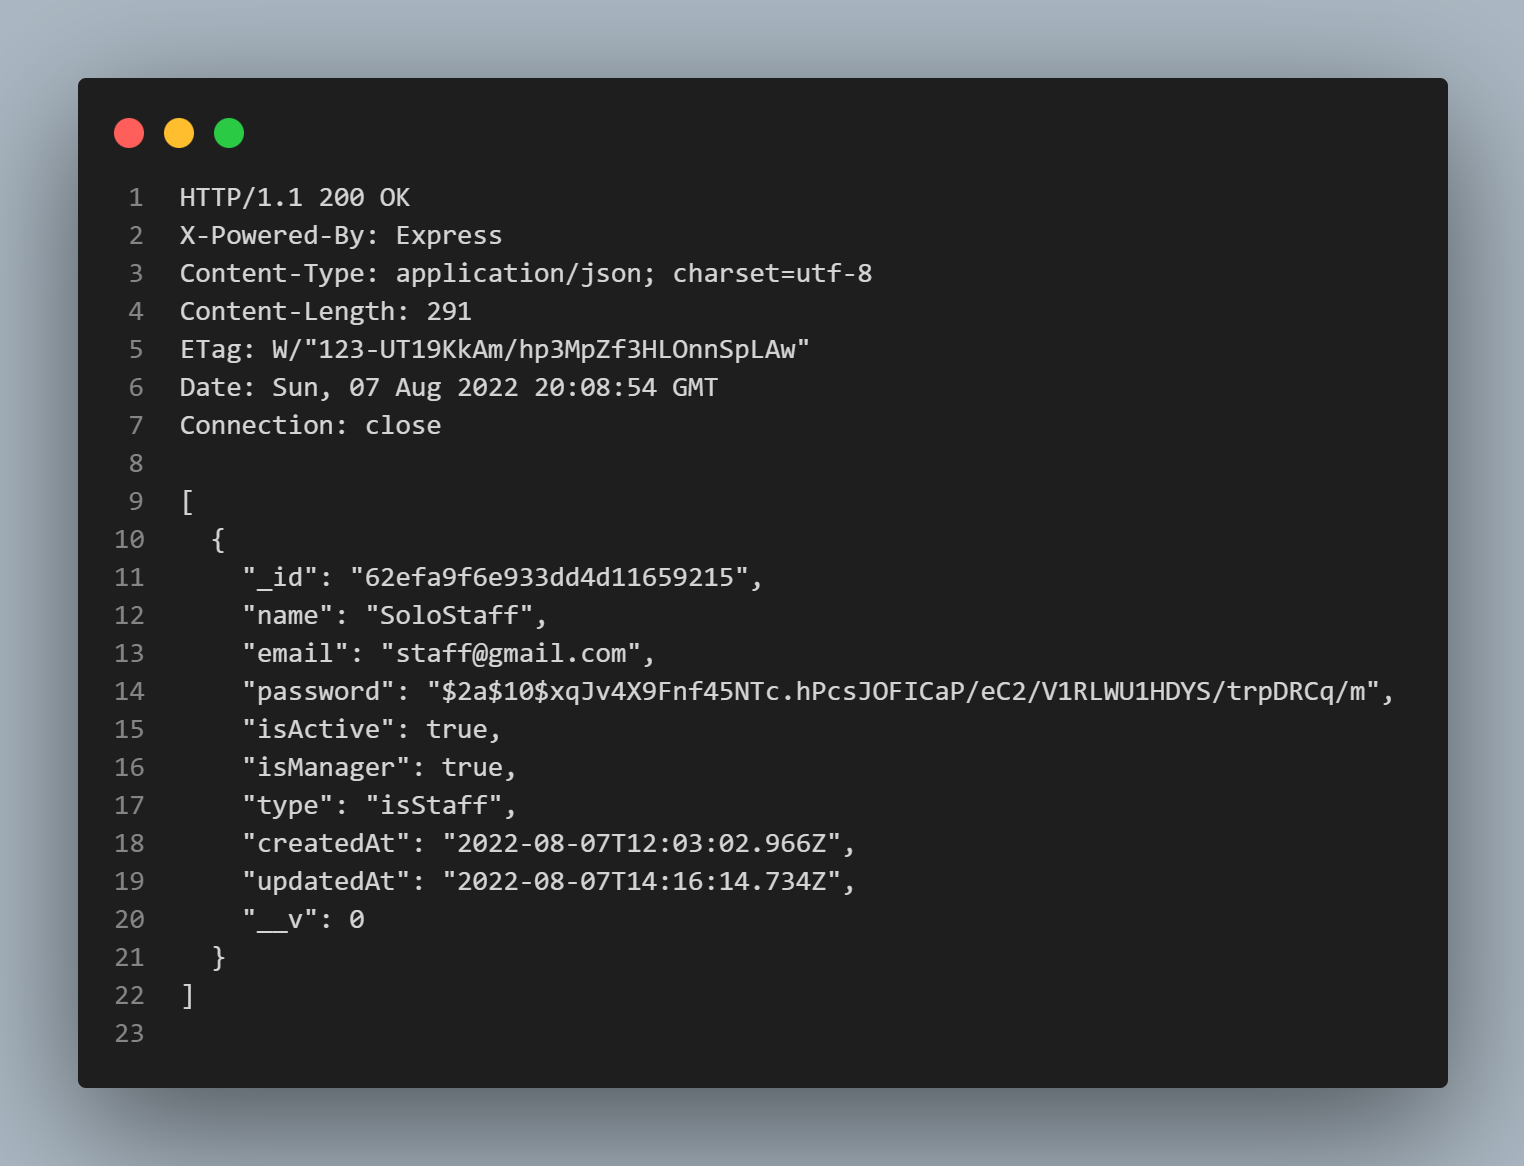 1 HTTP/1.1 200 OK
2 X-Powered-By: Express
3 Content-Type: application/json; charset=utf-8
4 Content-Length: 291
5 ETag: W/"123-UT19KkAm/hp3MpZf3HLOnnSpLAw"
6 Date: Sun, 07 Aug 2022 20:08:54 GMT
7 Connection: close
8
9 [
10   {
11     "_id": "62efa9f6e933dd4d11659215",
12     "name": "SoloStaff",
13     "email": "staff@gmail.com",
14     "password": "$2a$10$xqJv4X9Fnf45NTc.hPcsJOFICaP/eC2/V1RLWU1HDYS/trpDRCq/m",
15     "isActive": true,
16     "isManager": true,
17     "type": "isStaff",
18     "createdAt": "2022-08-07T12:03:02.966Z",
19     "updatedAt": "2022-08-07T14:16:14.734Z",
20     "__v": 0
21   }
22 ]
23